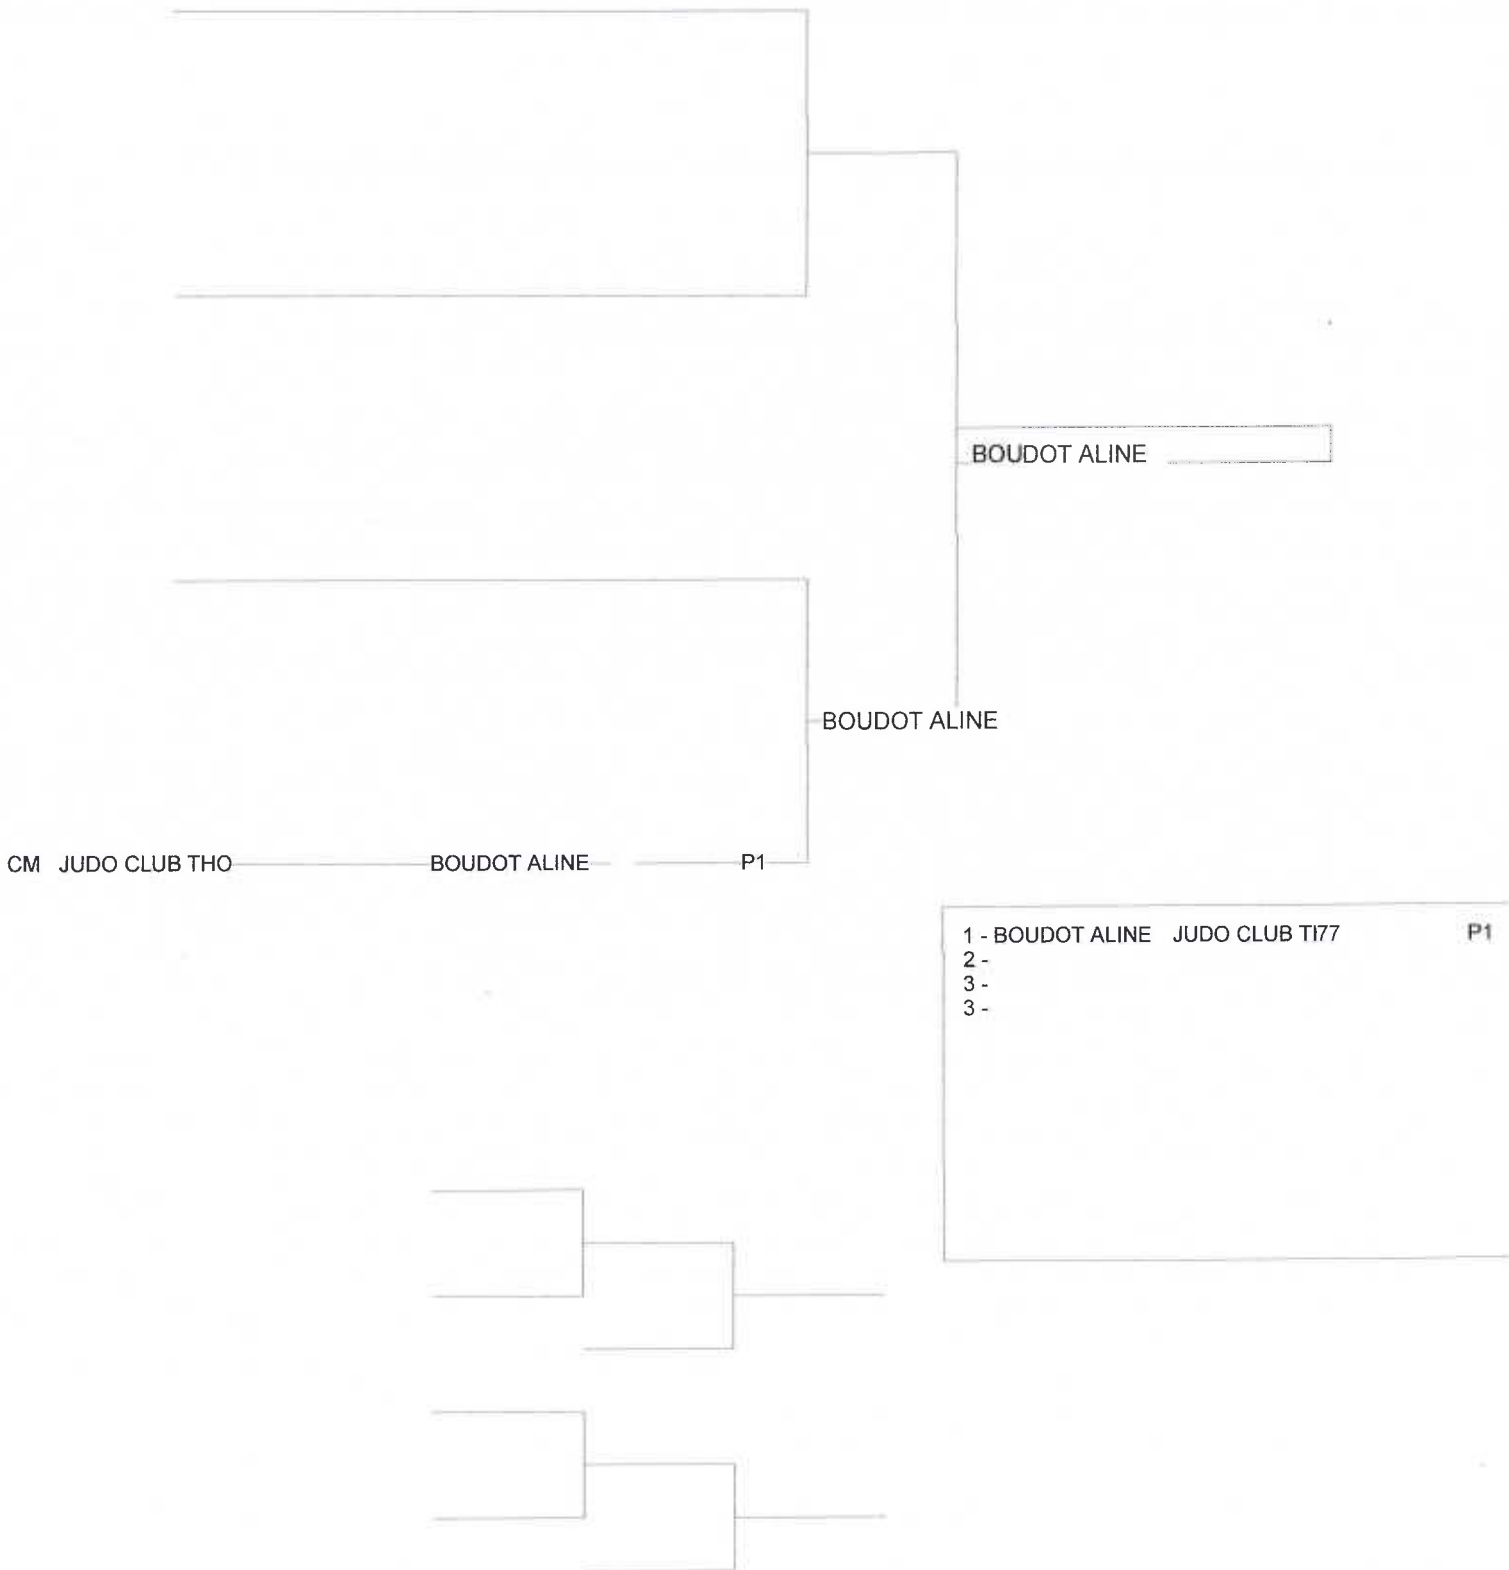 BOUDOT ALINE
BOUDOT ALINE
CM JUDO CLUB THO BOUDOT ALINE P1
1 - BOUDOT ALINE JUDO CLUB TI77 P1
2 -
3 -
3 -